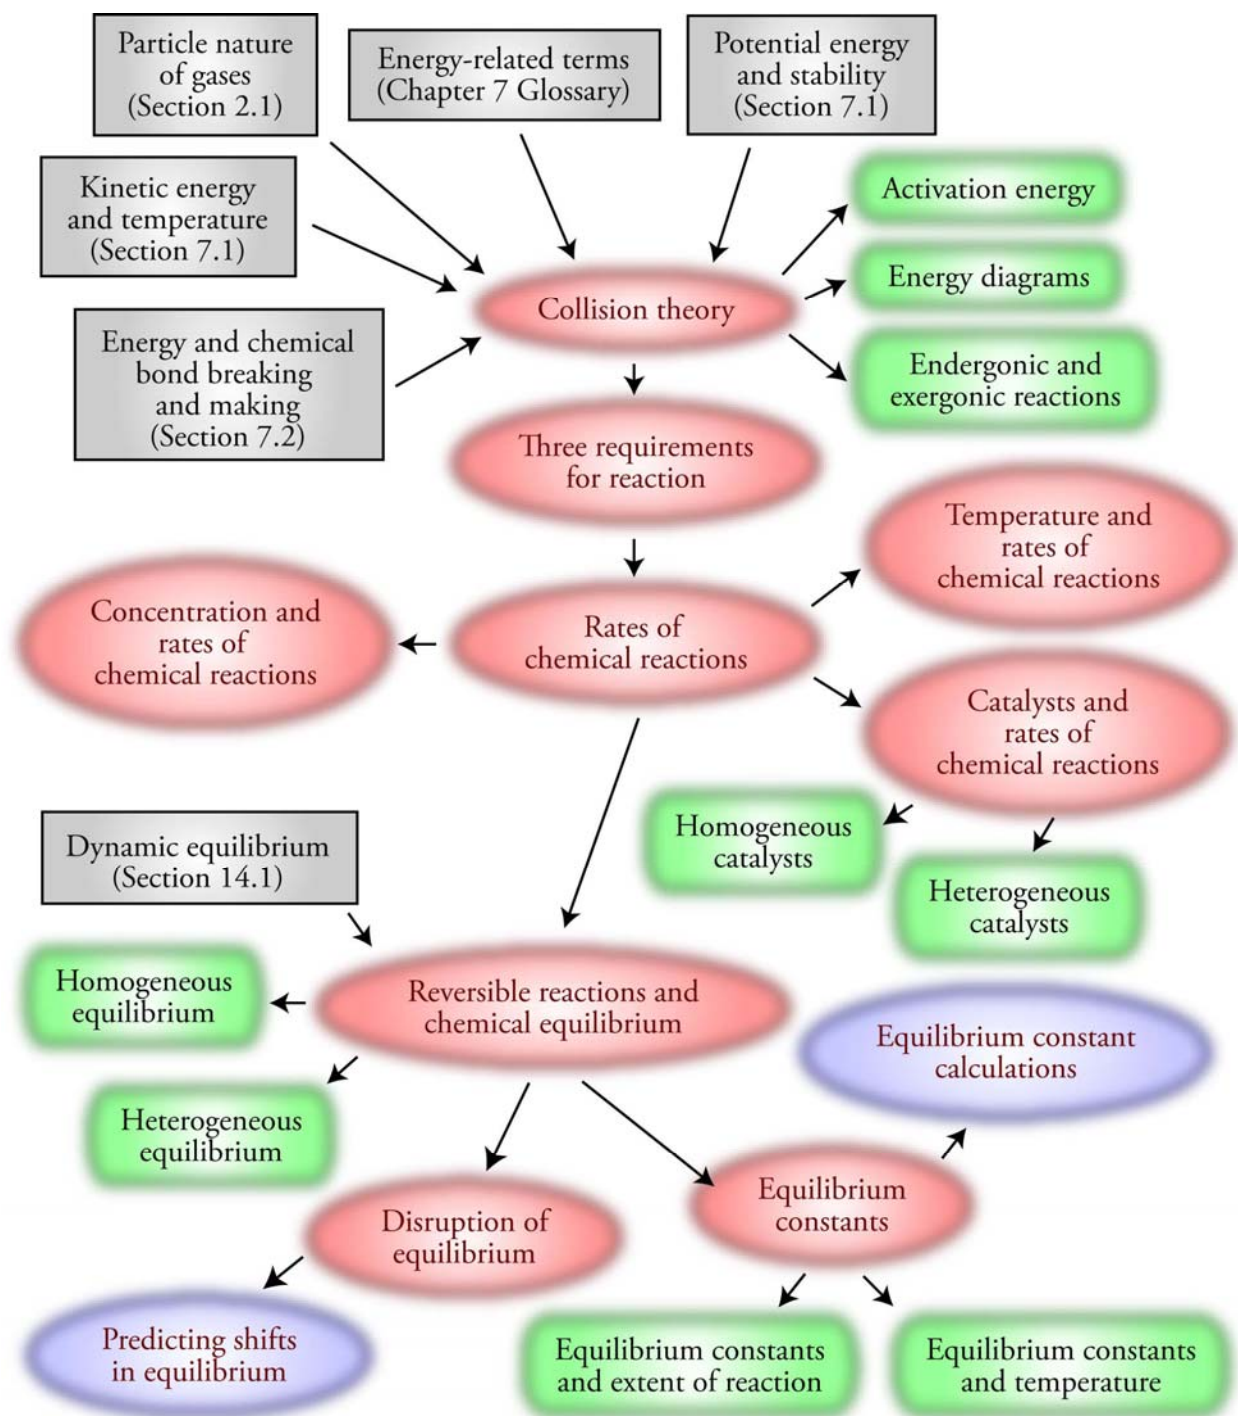 Particle nature
of gases
(Section 2.1)
Energy-related terms
(Chapter 7 Glossary)
Potential energy
and stability
(Section 7.1)
Kinetic energy
and temperature
(Section 7.1)
Activation energy
Energy diagrams
Collision theory
Energy and chemical
bond breaking
and making
(Section 7.2)
Endergonic and
exergonic reactions
Three requirements
for reaction
Temperature and
rates of
chemical reactions
Concentration and
rates of
chemical reactions
Rates of
chemical reactions
Catalysts and
rates of
chemical reactions
Homogeneous
catalysts
Heterogeneous
catalysts
Dynamic equilibrium
(Section 14.1)
Homogeneous
equilibrium
Reversible reactions and
chemical equilibrium
Equilibrium constant
calculations
Heterogeneous
equilibrium
Disruption of
equilibrium
Equilibrium
constants
Predicting shifts
in equilibrium
Equilibrium constants
and extent of reaction
Equilibrium constants
and temperature